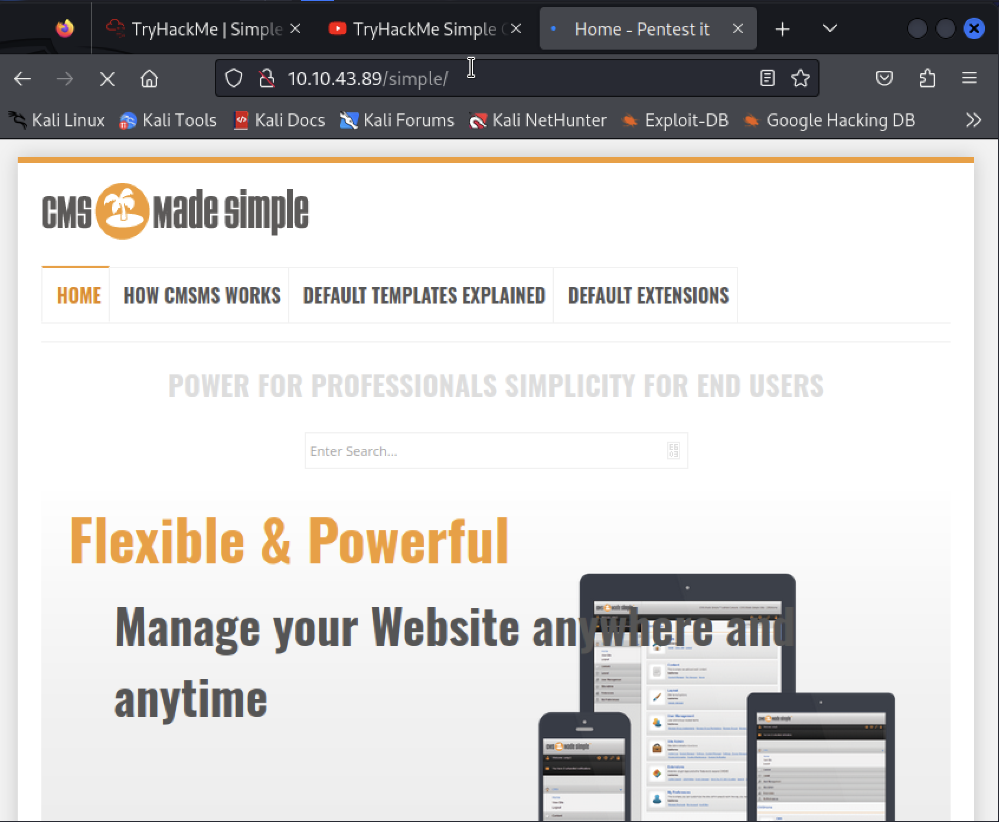 TryHackMe | Simple
TryHackMe Simple
Home - Pentest it
10.10.43.89/simple/
Kali Linux
Kali Tools
Kali Docs
Kali Forums
Kali NetHunter
Exploit-DB
Google Hacking DB
CMS made simple
HOME
HOW CMSMS WORKS
DEFAULT TEMPLATES EXPLAINED
DEFAULT EXTENSIONS
POWER FOR PROFESSIONALS SIMPLICITY FOR END USERS
Enter Search...
Flexible & Powerful
Manage your Website anywhere and
anytime